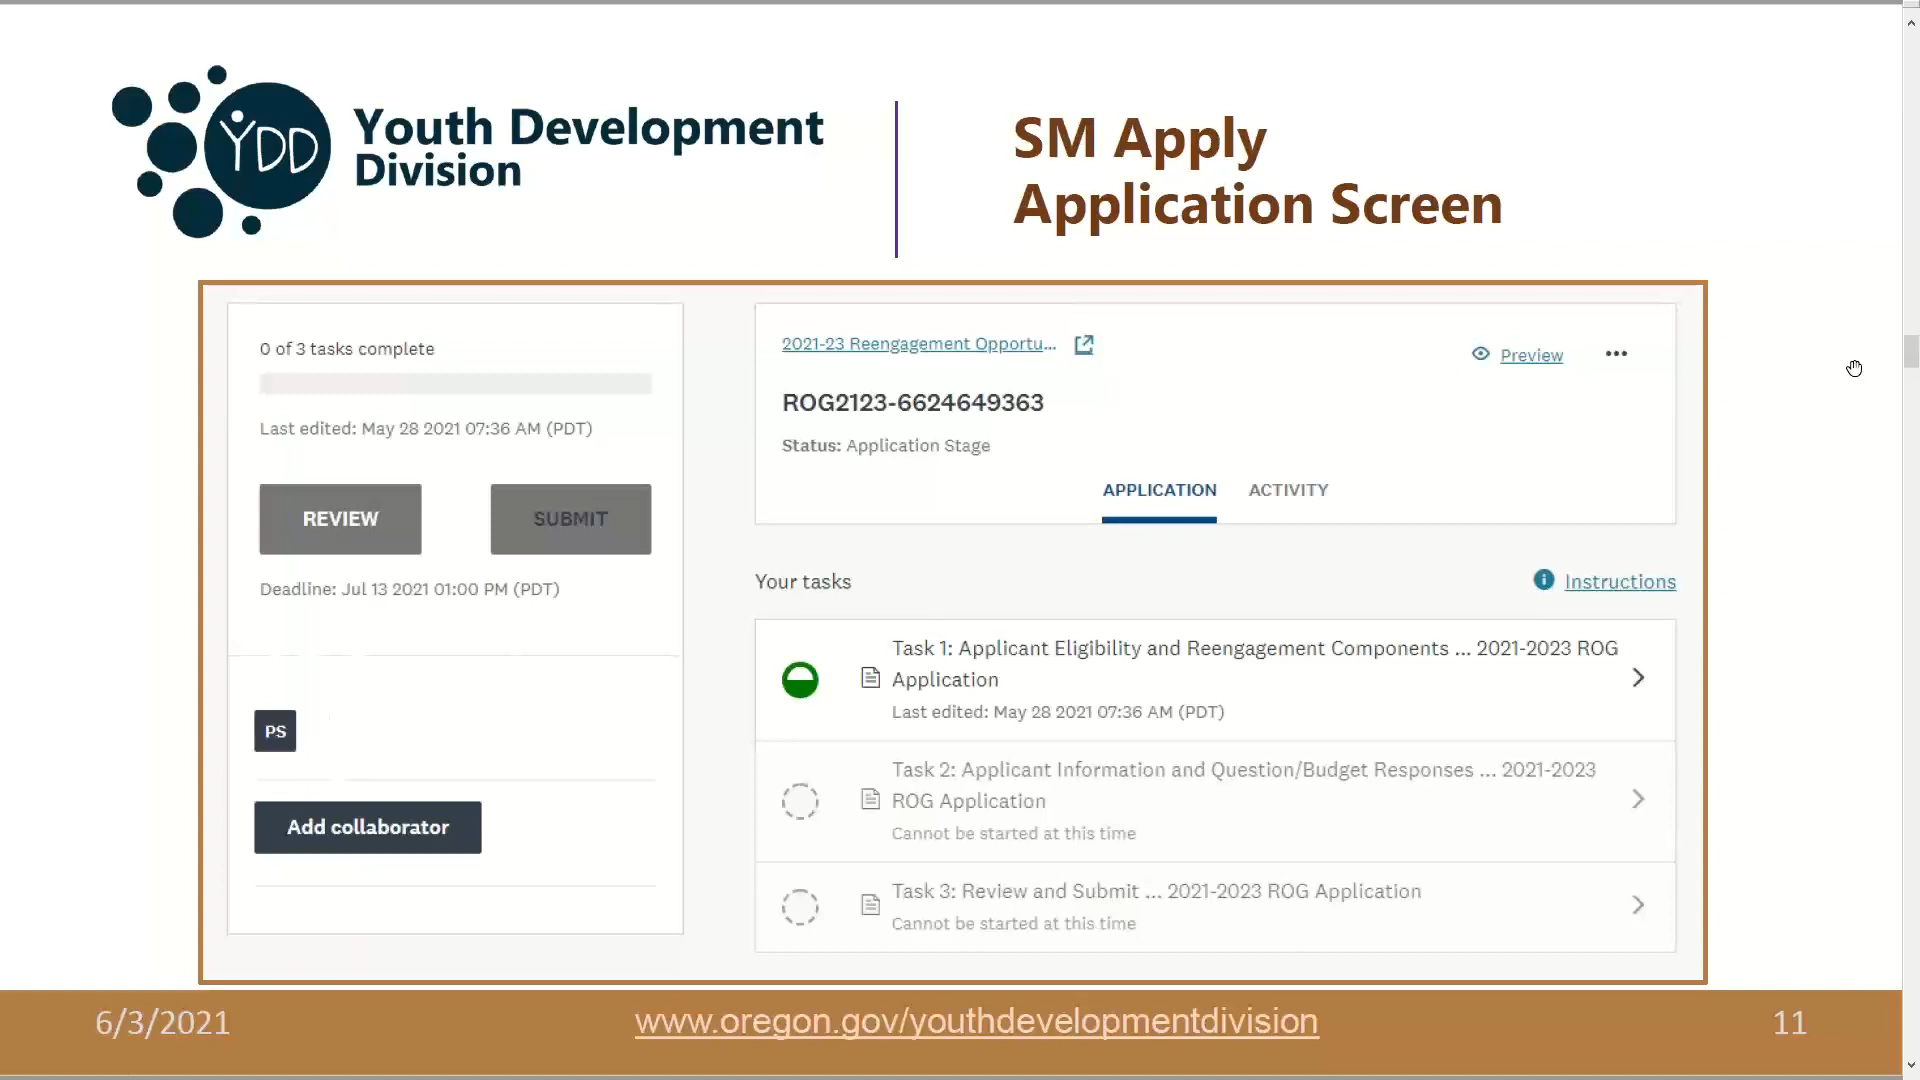 YDD
Youth Development
Division
SM Apply
Application Screen
0 of 3 tasks complete
Last edited: May 28 2021 07:36 AM (PDT)
REVIEW
SUBMIT
Deadline: Jul 13 2021 01:00 PM (PDT)
PS
Add collaborator
2021-23 Reengagement Opportu...
Preview
ROG2123-6624649363
Status: Application Stage
APPLICATION
ACTIVITY
Your tasks
Instructions
Task 1: Applicant Eligibility and Reengagement Components ... 2021-2023 ROG
Application
Last edited: May 28 2021 07:36 AM (PDT)
Task 2: Applicant Information and Question/Budget Responses ... 2021-2023
ROG Application
Cannot be started at this time
Task 3: Review and Submit ... 2021-2023 ROG Application
Cannot be started at this time
6/3/2021
www.oregon.gov/youthdevelopmentdivision
11